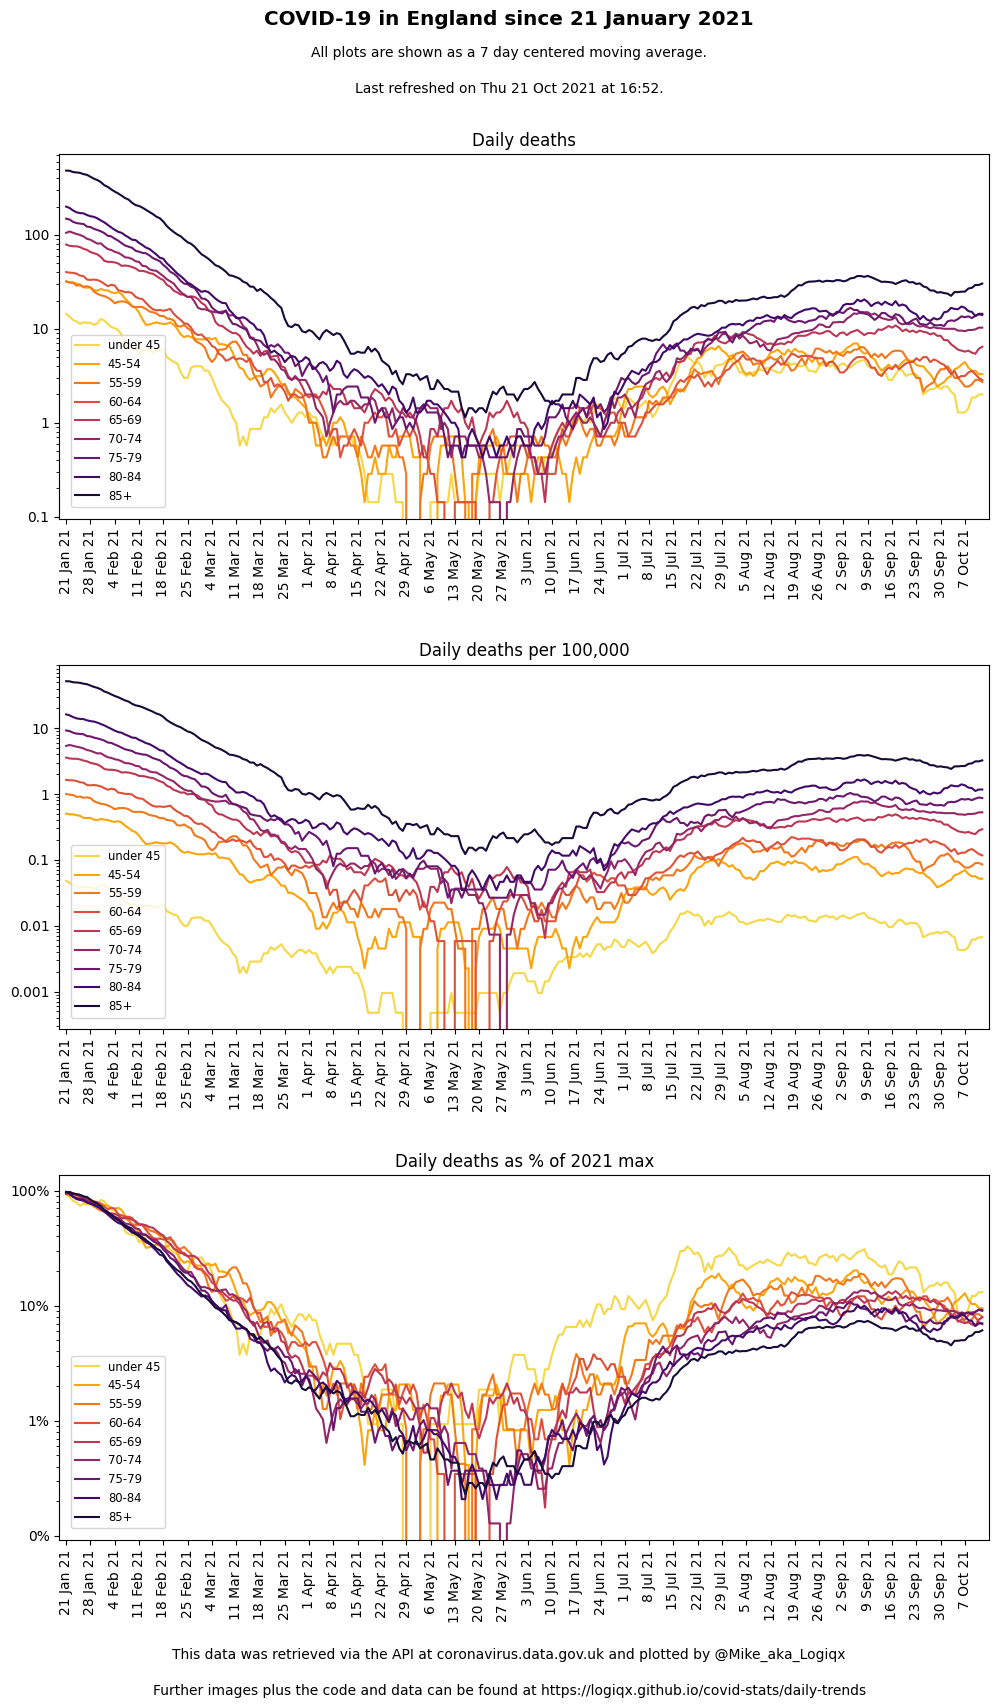 COVID-19 in England since 21 January 2021
All plots are shown as a 7 day centered moving average.
Last refreshed on Thu 21 Oct 2021 at 16:52.
Daily deaths
100
10
1
0.1
under 45
45-54
55-59
60-64
65-69
70-74
75-79
80-84
85+
21 Jan 21
28 Jan 21
4 Feb 21
11 Feb 21
18 Feb 21
25 Feb 21
4 Mar 21
11 Mar 21
18 Mar 21
25 Mar 21
1 Apr 21
8 Apr 21
15 Apr 21
22 Apr 21
29 Apr 21
6 May 21
13 May 21
20 May 21
27 May 21
3 Jun 21
10 Jun 21
17 Jun 21
24 Jun 21
1 Jul 21
8 Jul 21
15 Jul 21
22 Jul 21
29 Jul 21
5 Aug 21
12 Aug 21
19 Aug 21
26 Aug 21
2 Sep 21
9 Sep 21
16 Sep 21
23 Sep 21
30 Sep 21
7 Oct 21
Daily deaths per 100,000
10
1
0.1
0.01
0.001
under 45
45-54
55-59
60-64
65-69
70-74
75-79
80-84
85+
21 Jan 21
28 Jan 21
4 Feb 21
11 Feb 21
18 Feb 21
25 Feb 21
4 Mar 21
11 Mar 21
18 Mar 21
25 Mar 21
1 Apr 21
8 Apr 21
15 Apr 21
22 Apr 21
29 Apr 21
6 May 21
13 May 21
20 May 21
27 May 21
3 Jun 21
10 Jun 21
17 Jun 21
24 Jun 21
1 Jul 21
8 Jul 21
15 Jul 21
22 Jul 21
29 Jul 21
5 Aug 21
12 Aug 21
19 Aug 21
26 Aug 21
2 Sep 21
9 Sep 21
16 Sep 21
23 Sep 21
30 Sep 21
7 Oct 21
Daily deaths as % of 2021 max
100%
10%
1%
0%
under 45
45-54
55-59
60-64
65-69
70-74
75-79
80-84
85+
21 Jan 21
28 Jan 21
4 Feb 21
11 Feb 21
18 Feb 21
25 Feb 21
4 Mar 21
11 Mar 21
18 Mar 21
25 Mar 21
1 Apr 21
8 Apr 21
15 Apr 21
22 Apr 21
29 Apr 21
6 May 21
13 May 21
20 May 21
27 May 21
3 Jun 21
10 Jun 21
17 Jun 21
24 Jun 21
1 Jul 21
8 Jul 21
15 Jul 21
22 Jul 21
29 Jul 21
5 Aug 21
12 Aug 21
19 Aug 21
26 Aug 21
2 Sep 21
9 Sep 21
16 Sep 21
23 Sep 21
30 Sep 21
7 Oct 21
This data was retrieved via the API at coronavirus.data.gov.uk and plotted by @Mike_aka_Logiqx
Further images plus the code and data can be found at https://logiqx.github.io/covid-stats/daily-trends